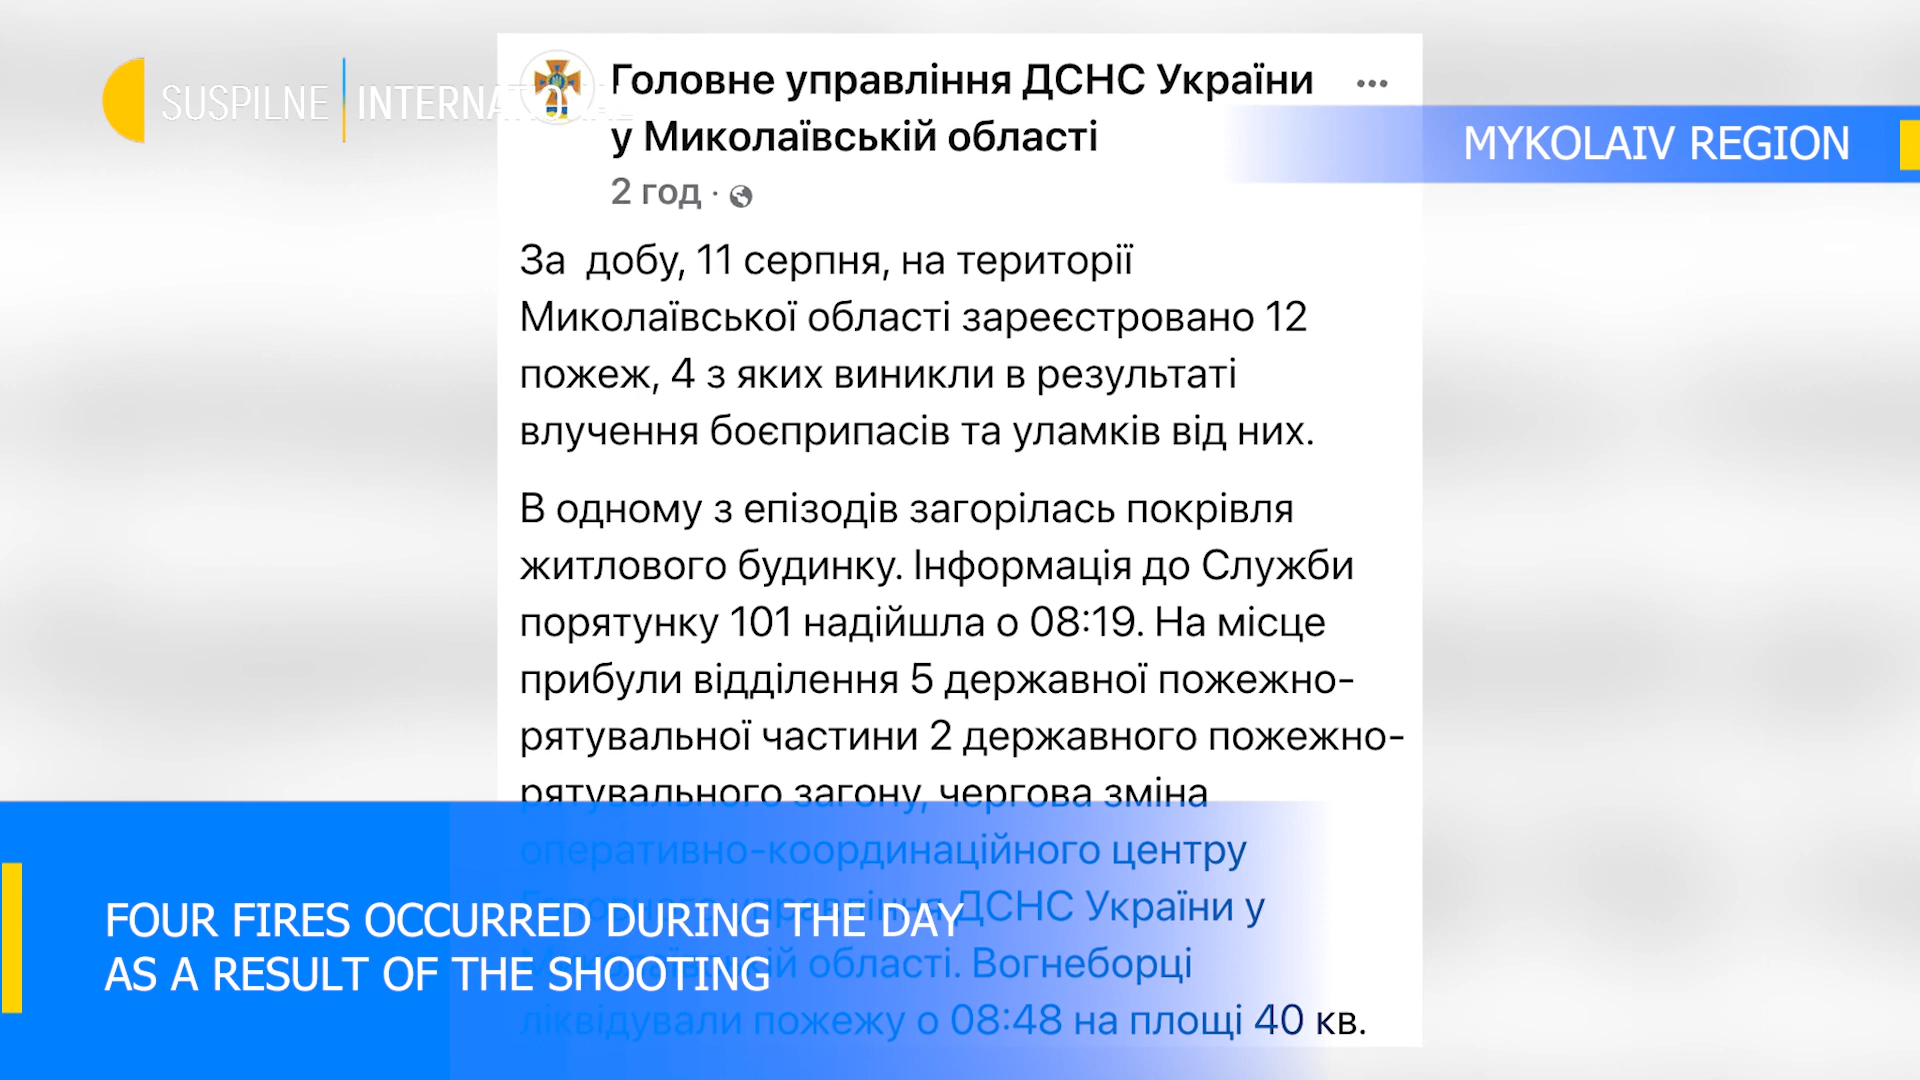 SUSPILNE INTERNATIONAL
Головне управління ДСНС України
у Миколаївській області
2 год ·
MYKOLAIV REGION
За добу, 11 серпня, на території
Миколаївської області зареєстровано 12
пожеж, 4 з яких виникли в результаті
влучення боєприпасів та уламків від них.
В одному з епізодів загорілась покрівля
житлового будинку. Інформація до Служби
порятунку 101 надійшла о 08:19. На місце
прибули відділення 5 державної пожежно-
рятувальної частини 2 державного пожежно-
рятувального загону, чергова зміна
оперативно-координаційного центру
Головного управління ДСНС України у
Миколаївській області. Вогнеборці
ліквідували пожежу о 08:48 на площі 40 кв.
FOUR FIRES OCCURRED DURING THE DAY
AS A RESULT OF THE SHOOTING